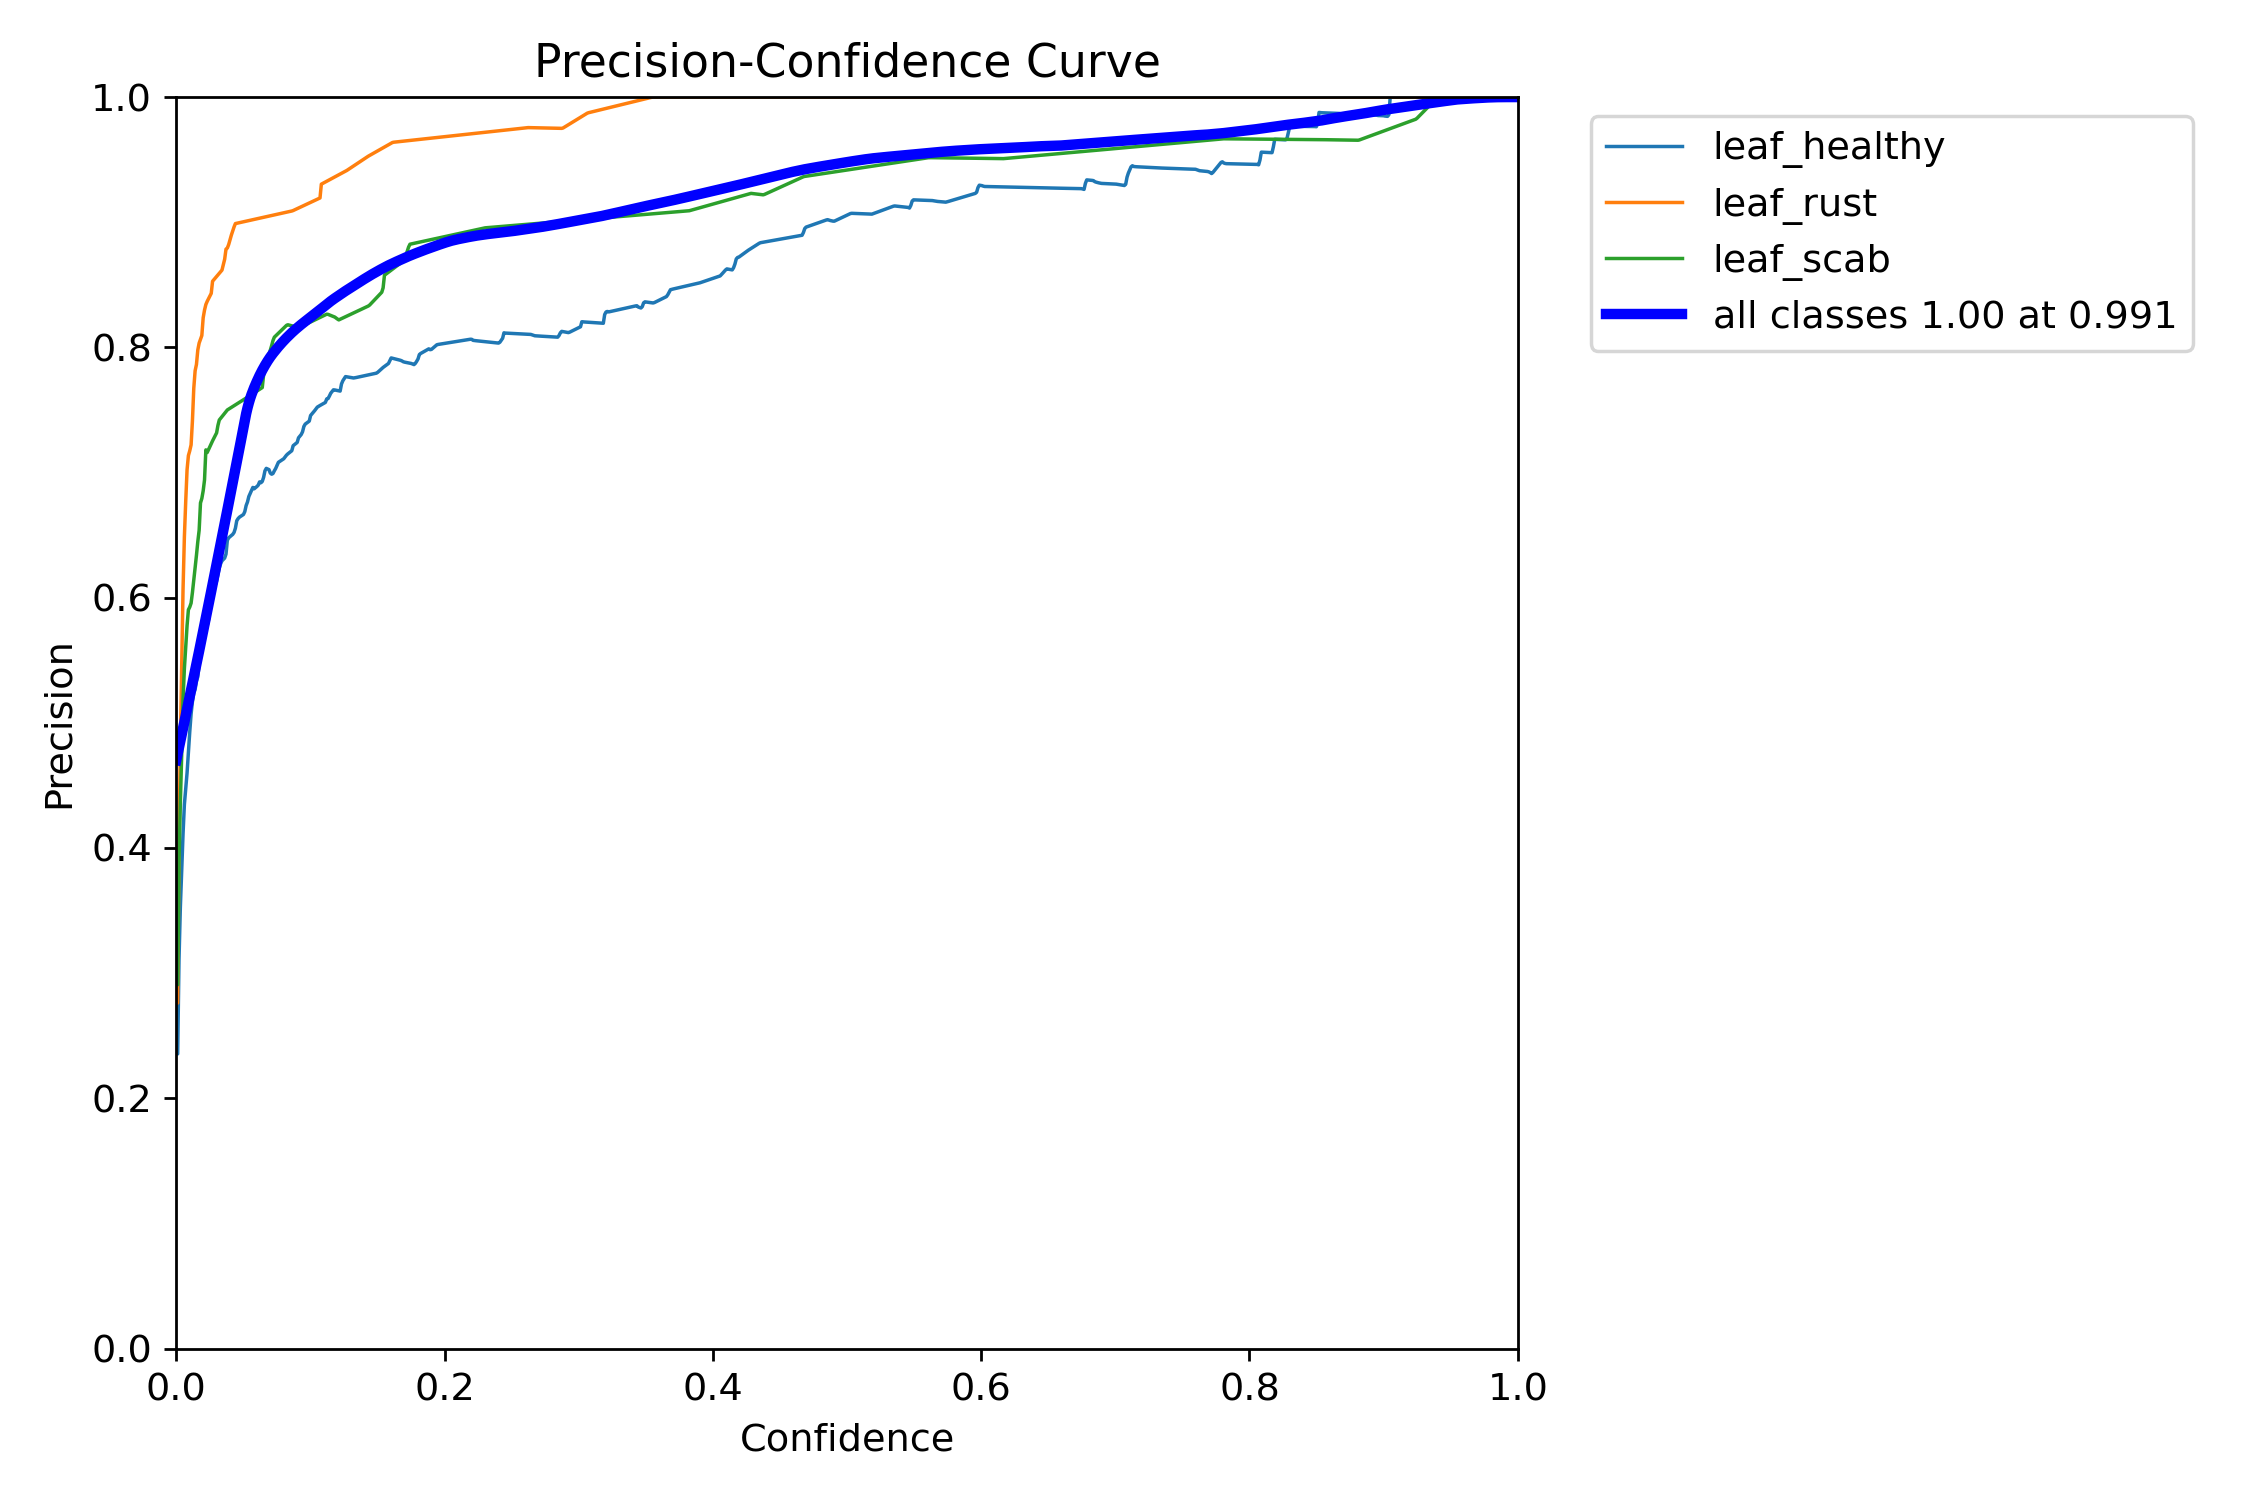 Precision-Confidence Curve
1.0
0.8
0.6
0.4
0.2
0.0
Precision
0.0 0.2 0.4 0.6 0.8 1.0
Confidence
leaf_healthy
leaf_rust
leaf_scab
all classes 1.00 at 0.991